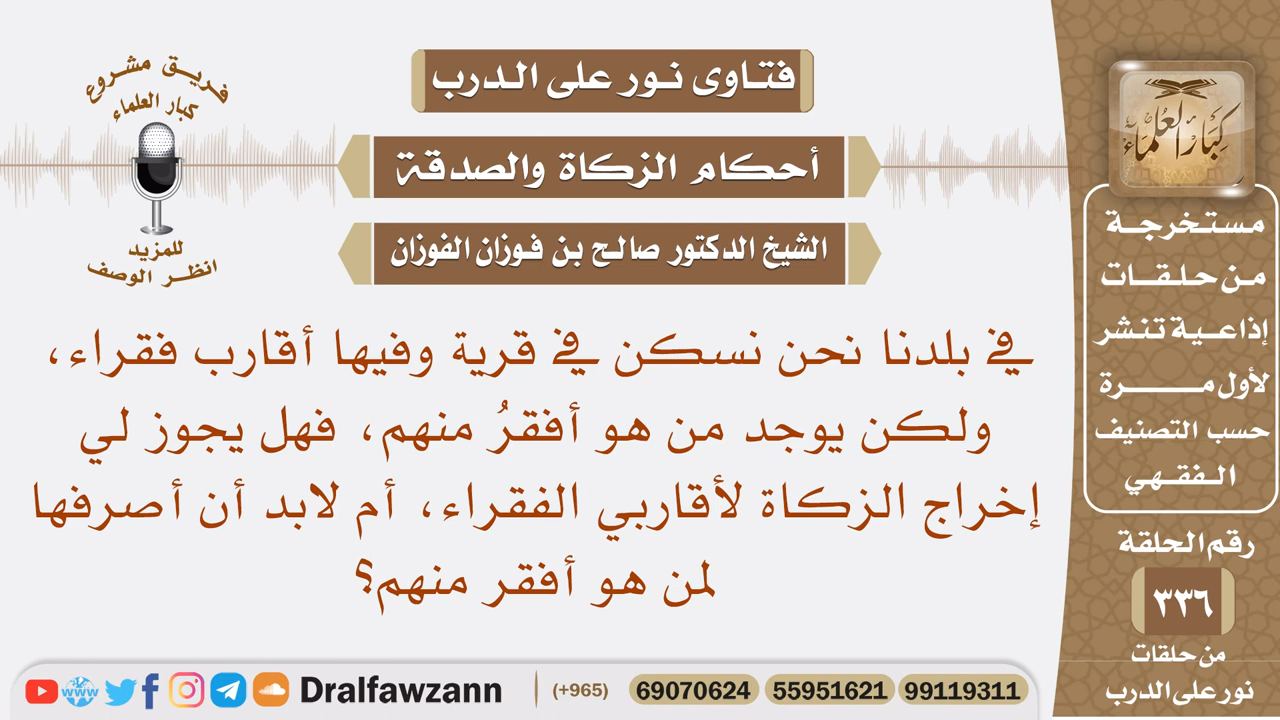 فتاوى نور على الدرب
أحكام الزكاة والصدقة
الشيخ الدكتور صالح بن فوزان الفوزان
فريق مشروع
كبار العلماء
للمزيد
انظر الوصف
في بلدنا نحن نسكن في قرية وفيها أقارب فقراء،
ولكن يوجد من هو أفقرُ منهم، فهل يجوز لي
إخراج الزكاة لأقاربي الفقراء، أم لابد أن أصرفها
لمن هو أفقر منهم؟
كبار العلماء
مستخرجة
من حلقات
إذاعية تنشر
لأول مرة
حسب التصنيف
الفقهي
رقم الحلقة
٣٣٦
من حلقات
نور على الدرب
www Dralfawzann (+965) 69070624 55951621 99119311